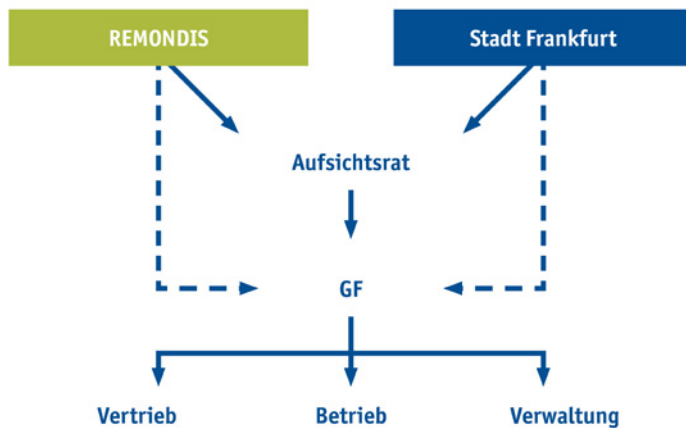 REMONDIS
Stadt Frankfurt
Aufsichtsrat
GF
Vertrieb
Betrieb
Verwaltung